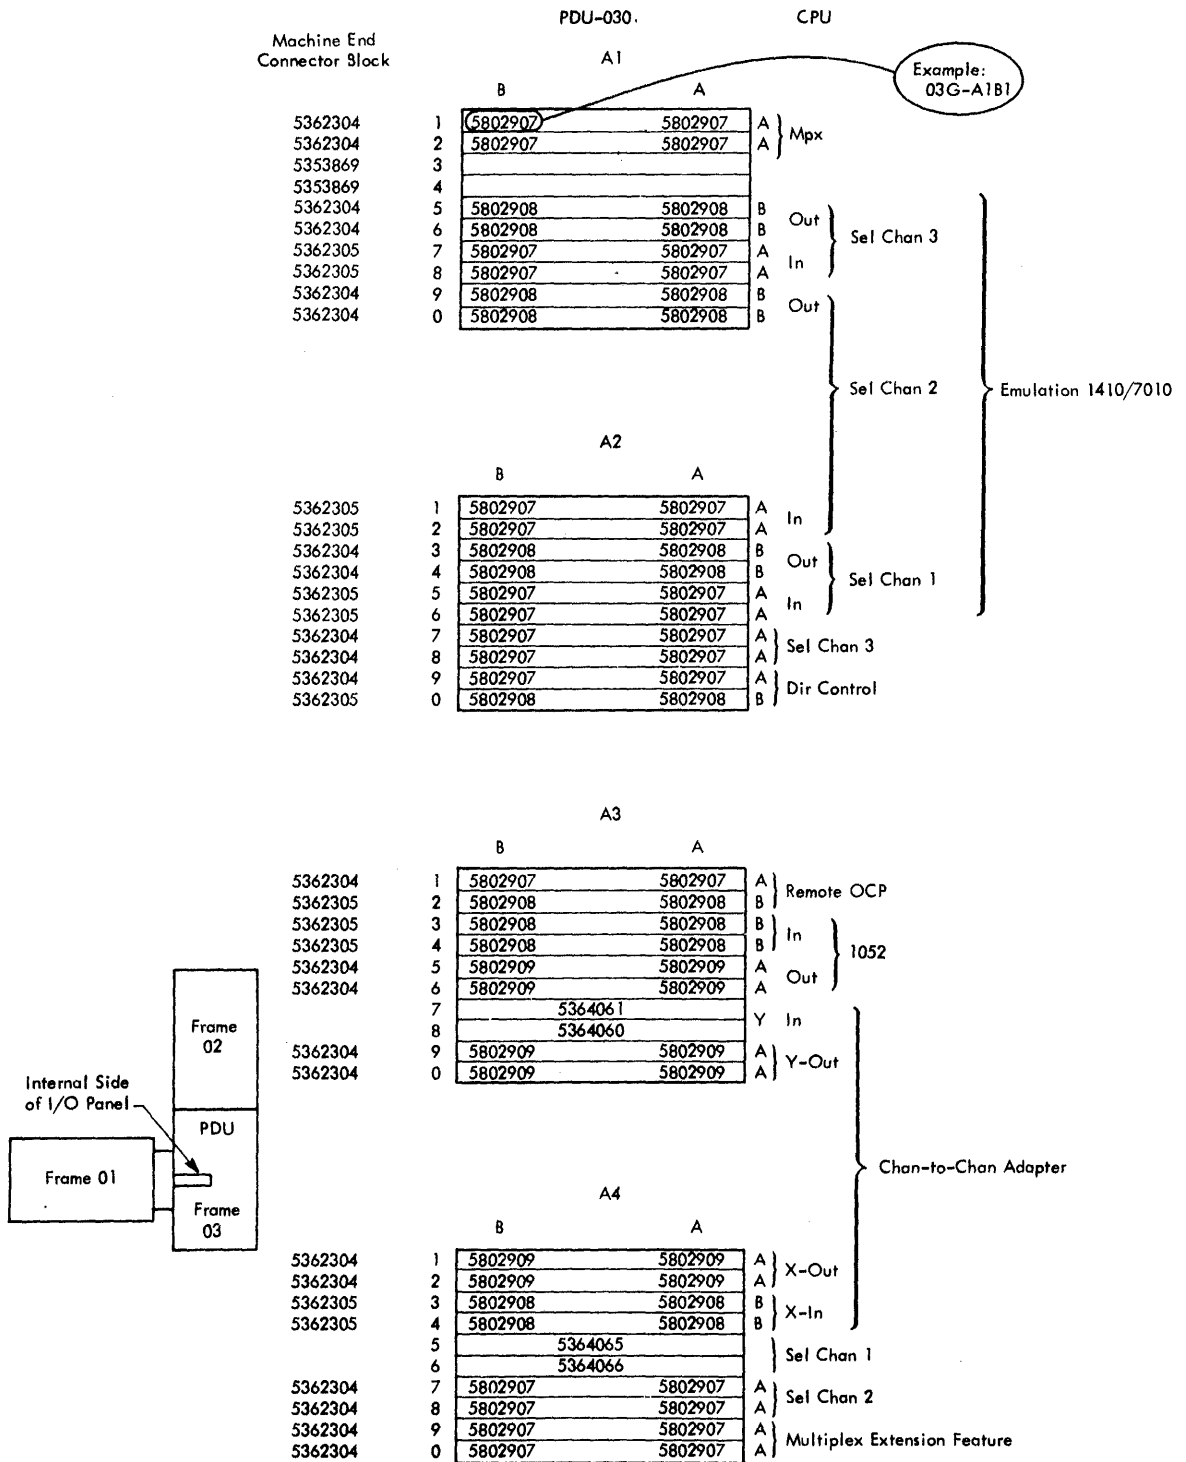 PDU-030. CPU
Machine End
Connector Block
A1
Example:
03G-A1B1
B A
5362304 1 5802907 5802907 A Mpx
5362304 2 5802907 5802907 A
5353869 3
5353869 4
5362304 5 5802908 5802908 B Out
5362304 6 5802908 5802908 B Sel Chan 3
5362305 7 5802907 5802907 A In
5362305 8 5802907 5802907 A
5362304 9 5802908 5802908 B Out
5362304 0 5802908 5802908 B
Sel Chan 2 Emulation 1410/7010
A2
B A
5362305 1 5802907 5802907 A In
5362305 2 5802907 5802907 A
5362304 3 5802908 5802908 B Out
5362304 4 5802908 5802908 B Sel Chan 1
5362305 5 5802907 5802907 A In
5362305 6 5802907 5802907 A
5362304 7 5802907 5802907 A Sel Chan 3
5362304 8 5802907 5802907 A
5362304 9 5802907 5802907 A Dir Control
5362305 0 5802908 5802908 B
A3
B A
5362304 1 5802907 5802907 A Remote OCP
5362305 2 5802908 5802908 B
5362305 3 5802908 5802908 B In
5362305 4 5802908 5802908 B 1052
5362304 5 5802909 5802909 A Out
5362304 6 5802909 5802909 A
7 5364061 Y In
8 5364060
5362304 9 5802909 5802909 A Y-Out
5362304 0 5802909 5802909 A
Frame
02
Internal Side
of I/O Panel
PDU
Frame 01
Frame
03
Chan-to-Chan Adapter
A4
B A
5362304 1 5802909 5802909 A X-Out
5362304 2 5802909 5802909 A
5362305 3 5802908 5802908 B X-In
5362305 4 5802908 5802908 B
5 5364065 Sel Chan 1
6 5364066
5362304 7 5802907 5802907 A Sel Chan 2
5362304 8 5802907 5802907 A
5362304 9 5802907 5802907 A Multiplex Extension Feature
5362304 0 5802907 5802907 A